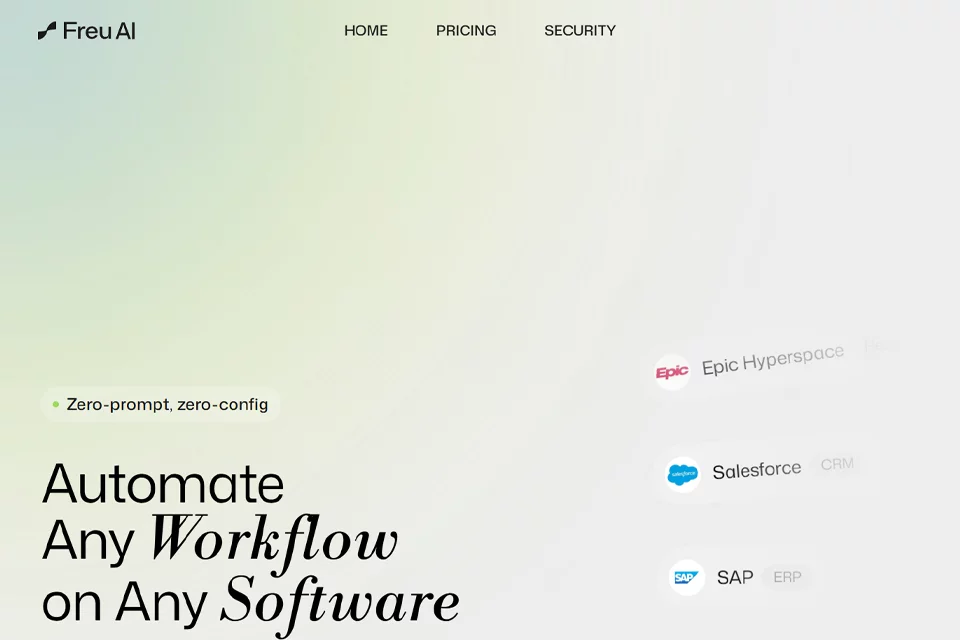 Freu AI
HOME
PRICING
SECURITY
Epic
Epic Hyperspace
Zero-prompt, zero-config
salesforce
Salesforce
CRM
Automate
Any Workflow
on Any Software
SAP
SAP
ERP